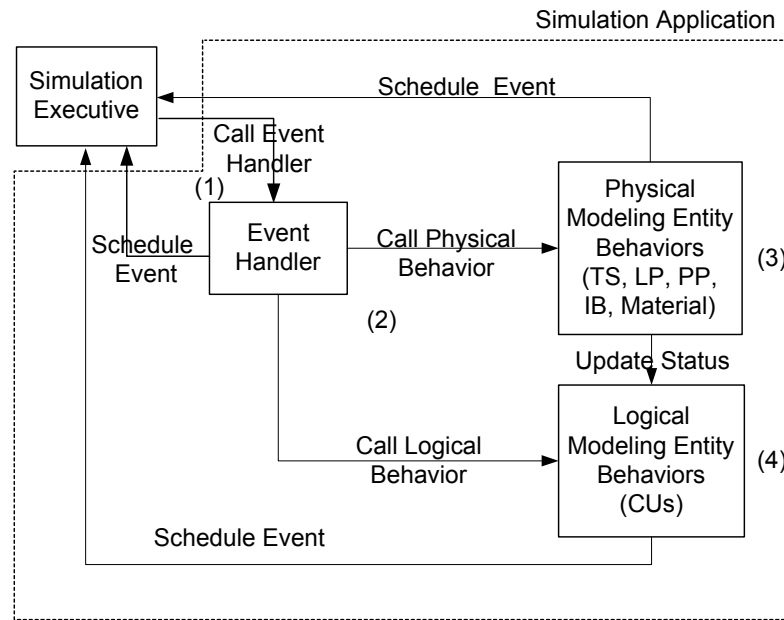 Simulation Application
Simulation
Executive
Schedule Event
Call Event
Handler
(1)
Schedule
Event
Event
Handler
Call Physical
Behavior
(2)
Physical
Modeling Entity
Behaviors
(TS, LP, PP,
IB, Material)
(3)
Update Status
Call Logical
Behavior
Logical
Modeling Entity
Behaviors
(CUs)
(4)
Schedule Event